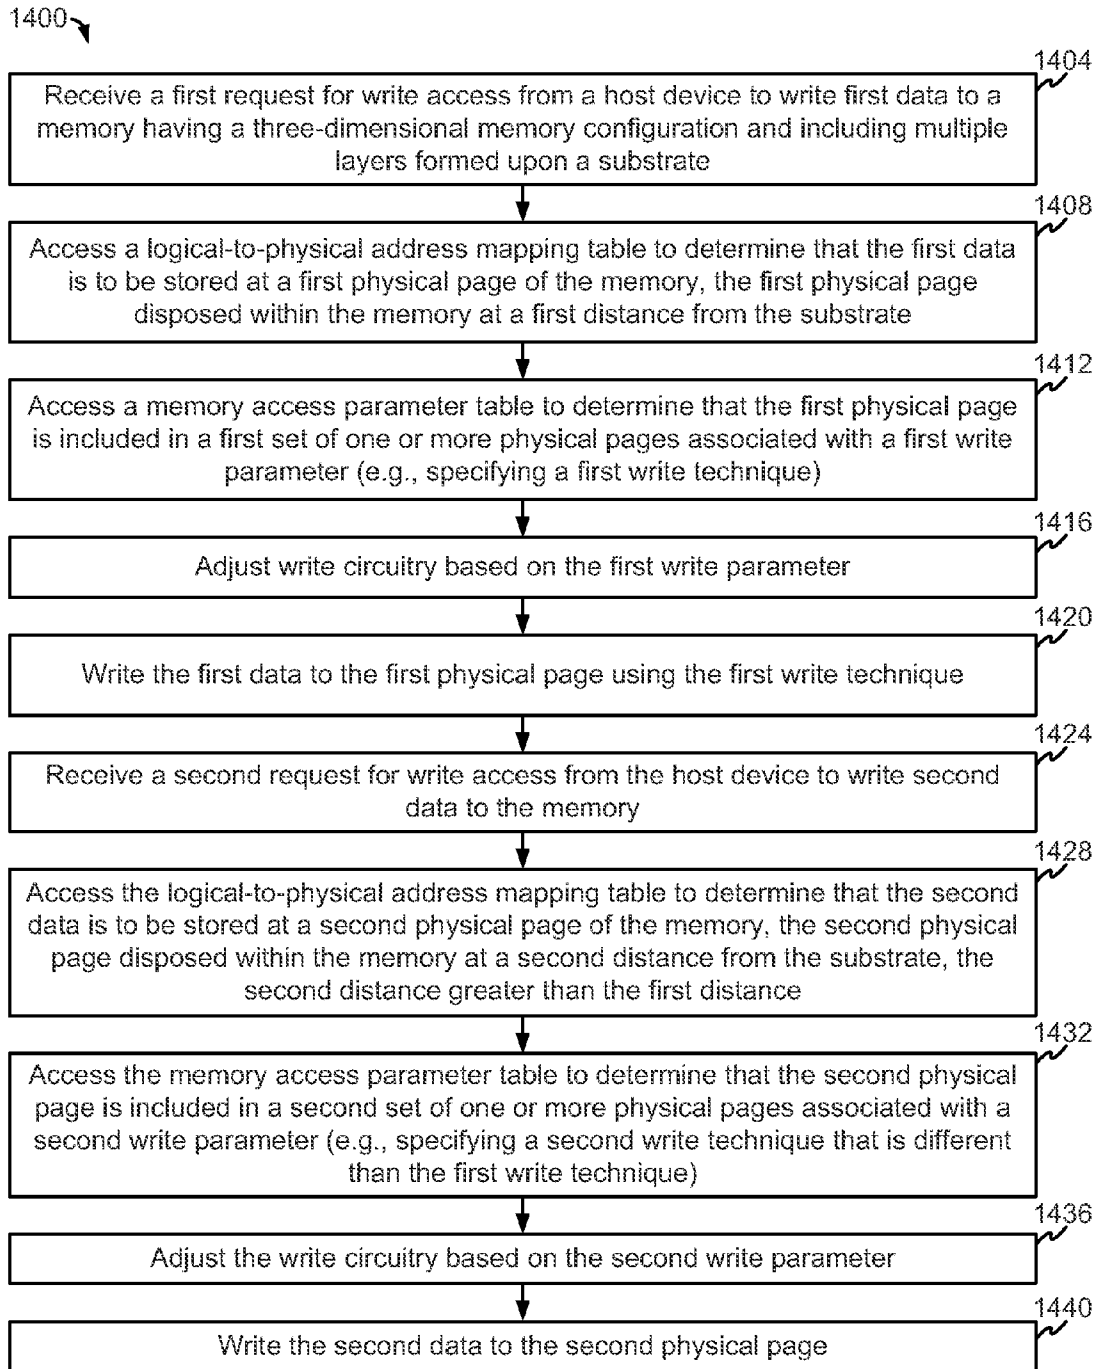 1400
1404
Receive a first request for write access from a host device to write first data to a
memory having a three-dimensional memory configuration and including multiple
layers formed upon a substrate
1408
Access a logical-to-physical address mapping table to determine that the first data
is to be stored at a first physical page of the memory, the first physical page
disposed within the memory at a first distance from the substrate
1412
Access a memory access parameter table to determine that the first physical page
is included in a first set of one or more physical pages associated with a first write
parameter (e.g., specifying a first write technique)
1416
Adjust write circuitry based on the first write parameter
1420
Write the first data to the first physical page using the first write technique
1424
Receive a second request for write access from the host device to write second
data to the memory
1428
Access the logical-to-physical address mapping table to determine that the second
data is to be stored at a second physical page of the memory, the second physical
page disposed within the memory at a second distance from the substrate, the
second distance greater than the first distance
1432
Access the memory access parameter table to determine that the second physical
page is included in a second set of one or more physical pages associated with a
second write parameter (e.g., specifying a second write technique that is different
than the first write technique)
1436
Adjust the write circuitry based on the second write parameter
1440
Write the second data to the second physical page